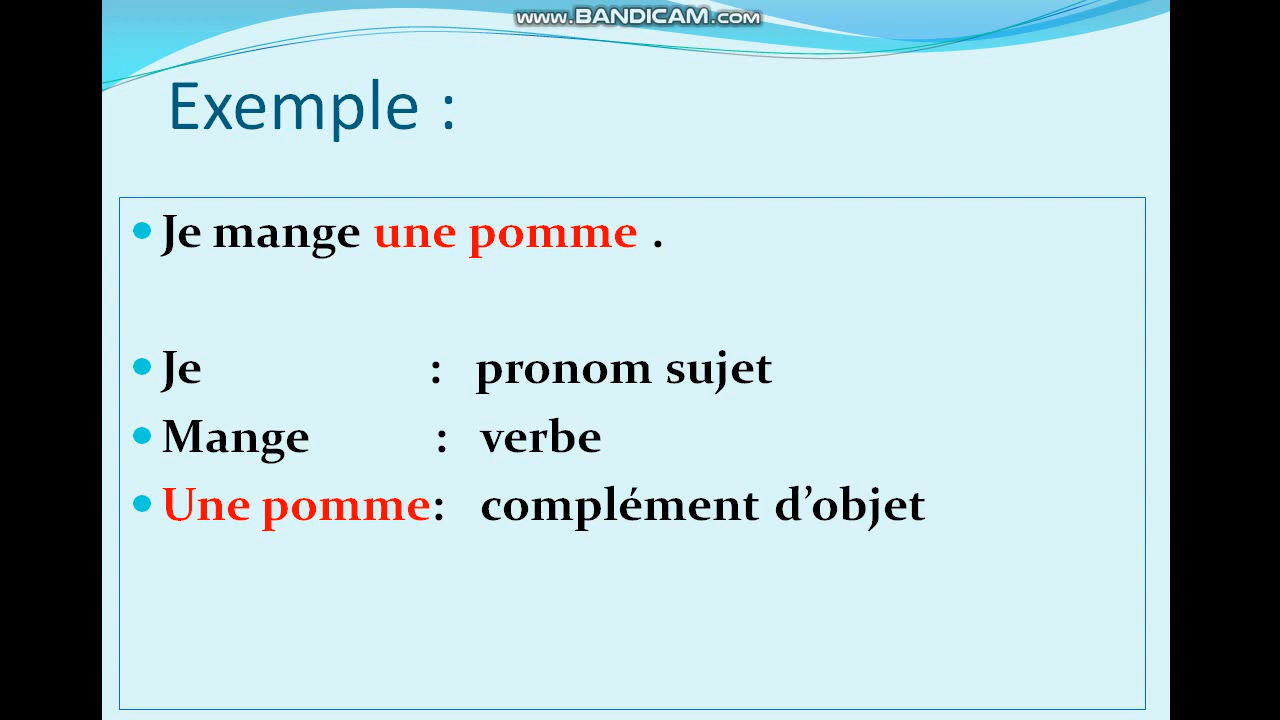 www.BANDICAM.com
Exemple :
Je mange une pomme .
Je : pronom sujet
Mange : verbe
Une pomme: complément d’objet